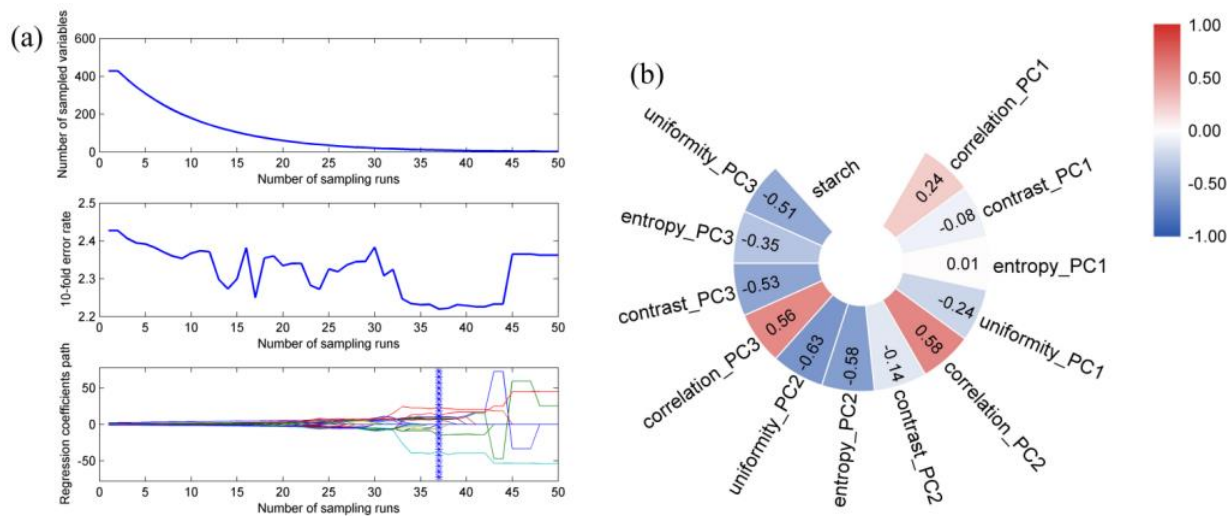 (a)
600
400
200
0
Number of sampled variables
0 5 10 15 20 25 30 35 40 45 50
Number of sampling runs
2.5
2.4
2.3
2.2
10-fold error rate
0 5 10 15 20 25 30 35 40 45 50
Number of sampling runs
50
0
-50
Regression coefficients path
0 5 10 15 20 25 30 35 40 45 50
Number of sampling runs
(b)
starch
correlation_PC1
0.24
contrast_PC1
-0.08
entropy_PC1
0.01
uniformity_PC1
-0.24
correlation_PC2
0.58
contrast_PC2
-0.14
entropy_PC2
-0.58
uniformity_PC2
-0.63
correlation_PC3
0.56
contrast_PC3
-0.53
entropy_PC3
-0.35
uniformity_PC3
-0.51
1.00
0.50
0.00
-0.50
-1.00